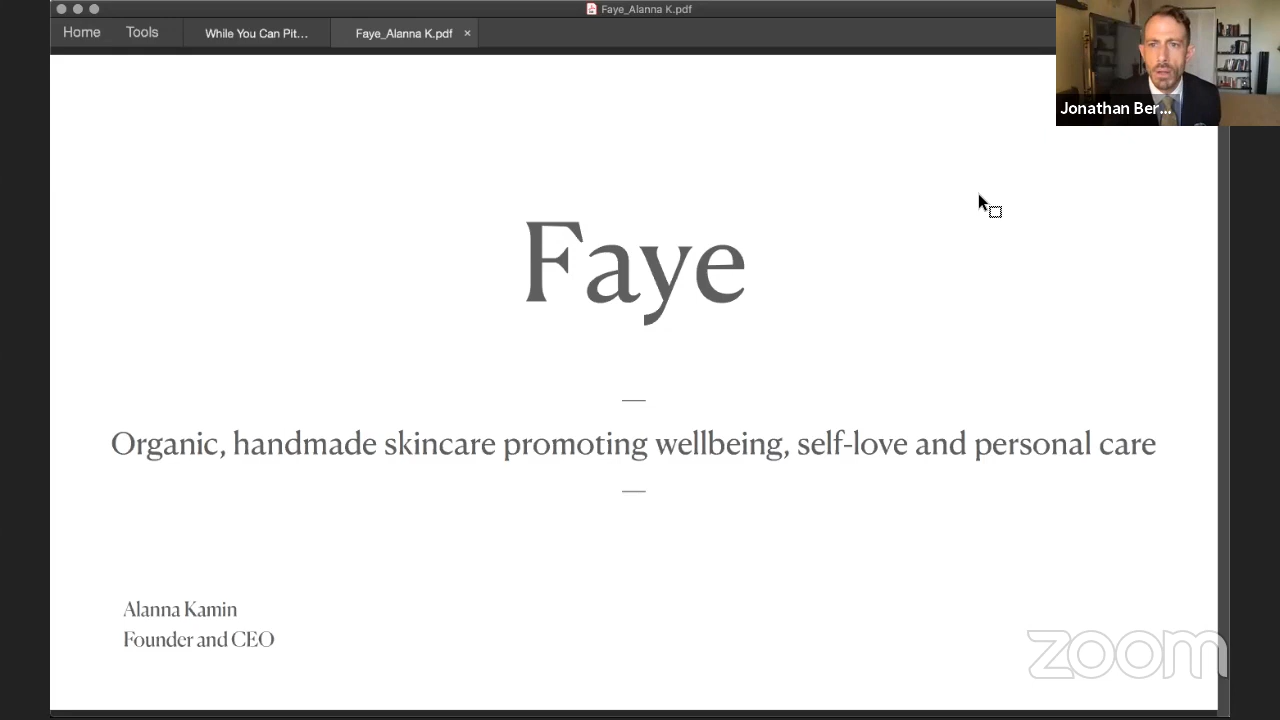 Faye_Alanna K.pdf
Home Tools While You Can Pit... Faye_Alanna K.pdf ×
Jonathan Ber...
Faye
Organic, handmade skincare promoting wellbeing, self-love and personal care
Alanna Kamin
Founder and CEO
zoom